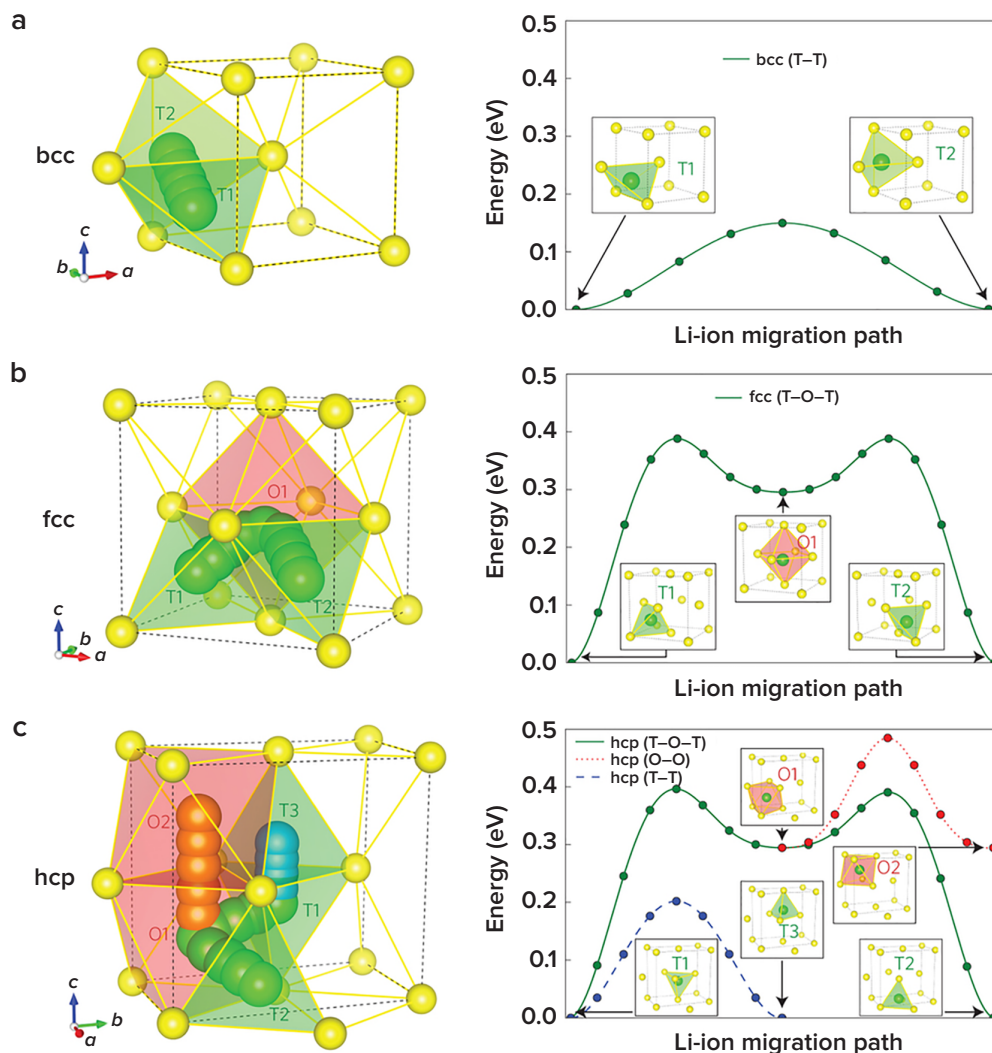 a
bcc
T2
T1
c
b
a
Energy (eV)
0.5
0.4
0.3
0.2
0.1
0.0
bcc (T–T)
T1
T2
Li-ion migration path
b
fcc
O1
T1
T2
c
b
a
Energy (eV)
0.5
0.4
0.3
0.2
0.1
0.0
fcc (T–O–T)
O1
T1
T2
Li-ion migration path
c
hcp
O2
T3
T1
O1
T2
c
b
a
Energy (eV)
0.5
0.4
0.3
0.2
0.1
0.0
hcp (T–O–T)
hcp (O–O)
hcp (T–T)
O1
O2
T3
T1
T2
Li-ion migration path